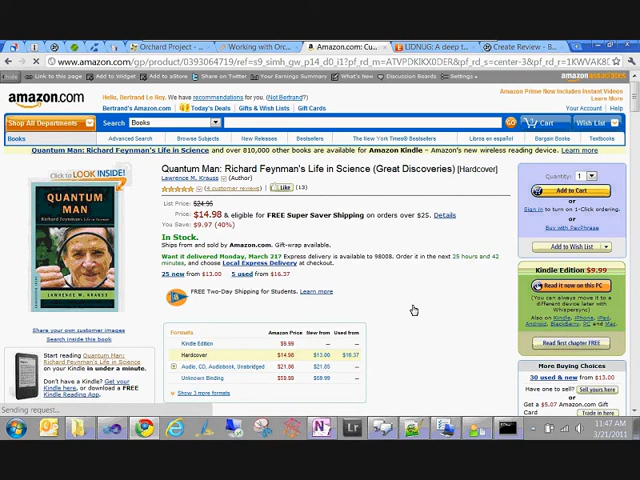 Orchard Project -
Working with Orc
Amazon.com: Cu...
LIDNUG: A deep t
Create Review - B
www.amazon.com/gp/product/0393064719/ref=s9_simh_gw_p14_d0_i1?pf_rd_m=ATVPDKIKX0DER&pf_rd_s=center-3&pf_rd_r=1KWVAK8
Link to this page Add to Widget Add to aStore Share on Twitter Your Earnings Summary What's New Discussion Boards Settings
amazon associates
amazon.com
Hello, Bertrand Le Roy. We have recommendations for you. (Not Bertrand?)
Amazon Prime Now Includes Instant Videos
Learn More
Bertrand's Amazon.com Today's Deals Gifts & Wish Lists Gift Cards
Your Account Help
Shop All Departments Search Books GO Cart Wish List
Books Advanced Search Browse Subjects New Releases Bestsellers The New York Times® Bestsellers Libros en español Bargain Books Textbooks
Quantum Man: Richard Feynman's Life in Science and over 810,000 other books are available for Amazon Kindle – Amazon's new wireless reading device. Learn more
Click to LOOK INSIDE!
QUANTUM
MAN
LAWRENCE M. KRAUSS
Share your own customer images
Search inside this book
Start reading Quantum Man: Richard Feynman's Life in Science on your Kindle in under a minute.
Don't have a Kindle? Get your Kindle here, or download a FREE Kindle Reading App.
Quantum Man: Richard Feynman's Life in Science (Great Discoveries) [Hardcover]
Lawrence M. Krauss (Author)
(4 customer reviews) Like (13)
List Price: $24.95
Price: $14.98 & eligible for FREE Super Saver Shipping on orders over $25. Details
You Save: $9.97 (40%)
In Stock.
Ships from and sold by Amazon.com. Gift-wrap available.
Want it delivered Monday, March 21? Express delivery is available to 98008. Order it in the next 25 hours and 42
minutes, and choose Local Express Delivery at checkout.
25 new from $13.00 5 used from $16.37
FREE Two-Day Shipping for Students. Learn more
Formats Amazon Price New from Used from
Kindle Edition $9.99 — —
Hardcover $14.98 $13.00 $16.37
Audio, CD, Audiobook, Unabridged $21.86 $21.85 —
Unknown Binding $59.99 $59.99 —
Show 3 more formats
Quantity: 1
Add to Cart
or
Sign in to turn on 1-Click ordering.
or
Buy with PayPhrase
Add to Wish List
Kindle Edition $9.99
Read it now on this PC
(You can always move it to a different device later with Whispersync)
Also on Kindle, iPhone, iPad, Android, BlackBerry, PC and Mac.
or
Read first chapter FREE
More Buying Choices
30 used & new from $13.00
Have one to sell? Sell yours here
Get a $5.07 Amazon.com Gift Card Trade in here
Sending request...
11:47 AM
3/21/2011